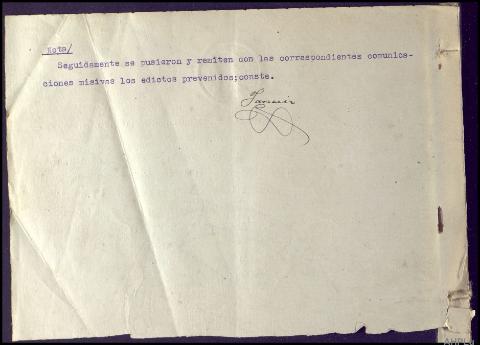 Nota/
Seguidamente se pusieron y remiten con las correspondientes comunica-
ciones misivas los edictos prevenidos;conste.